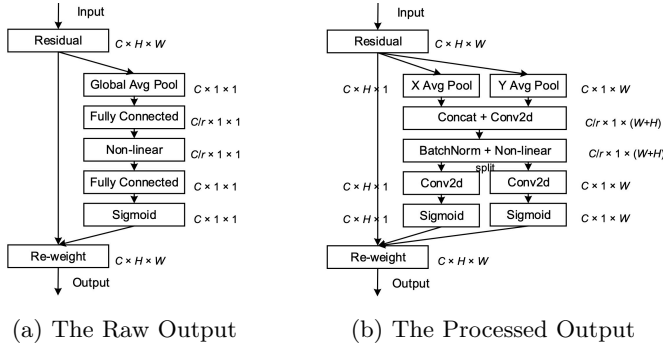 Input
Residual
C × H × W
Global Avg Pool
C × 1 × 1
Fully Connected
C/r × 1 × 1
Non-linear
C/r × 1 × 1
Fully Connected
C × 1 × 1
Sigmoid
C × 1 × 1
Re-weight
C × H × W
Output
(a) The Raw Output
Input
Residual
C × H × W
C × H × 1
X Avg Pool
Y Avg Pool
C × 1 × W
Concat + Conv2d
C/r × 1 × (W+H)
BatchNorm + Non-linear
C/r × 1 × (W+H)
split
C × H × 1
Conv2d
Conv2d
C × 1 × W
C × H × 1
Sigmoid
Sigmoid
C × 1 × W
Re-weight
C × H × W
Output
(b) The Processed Output